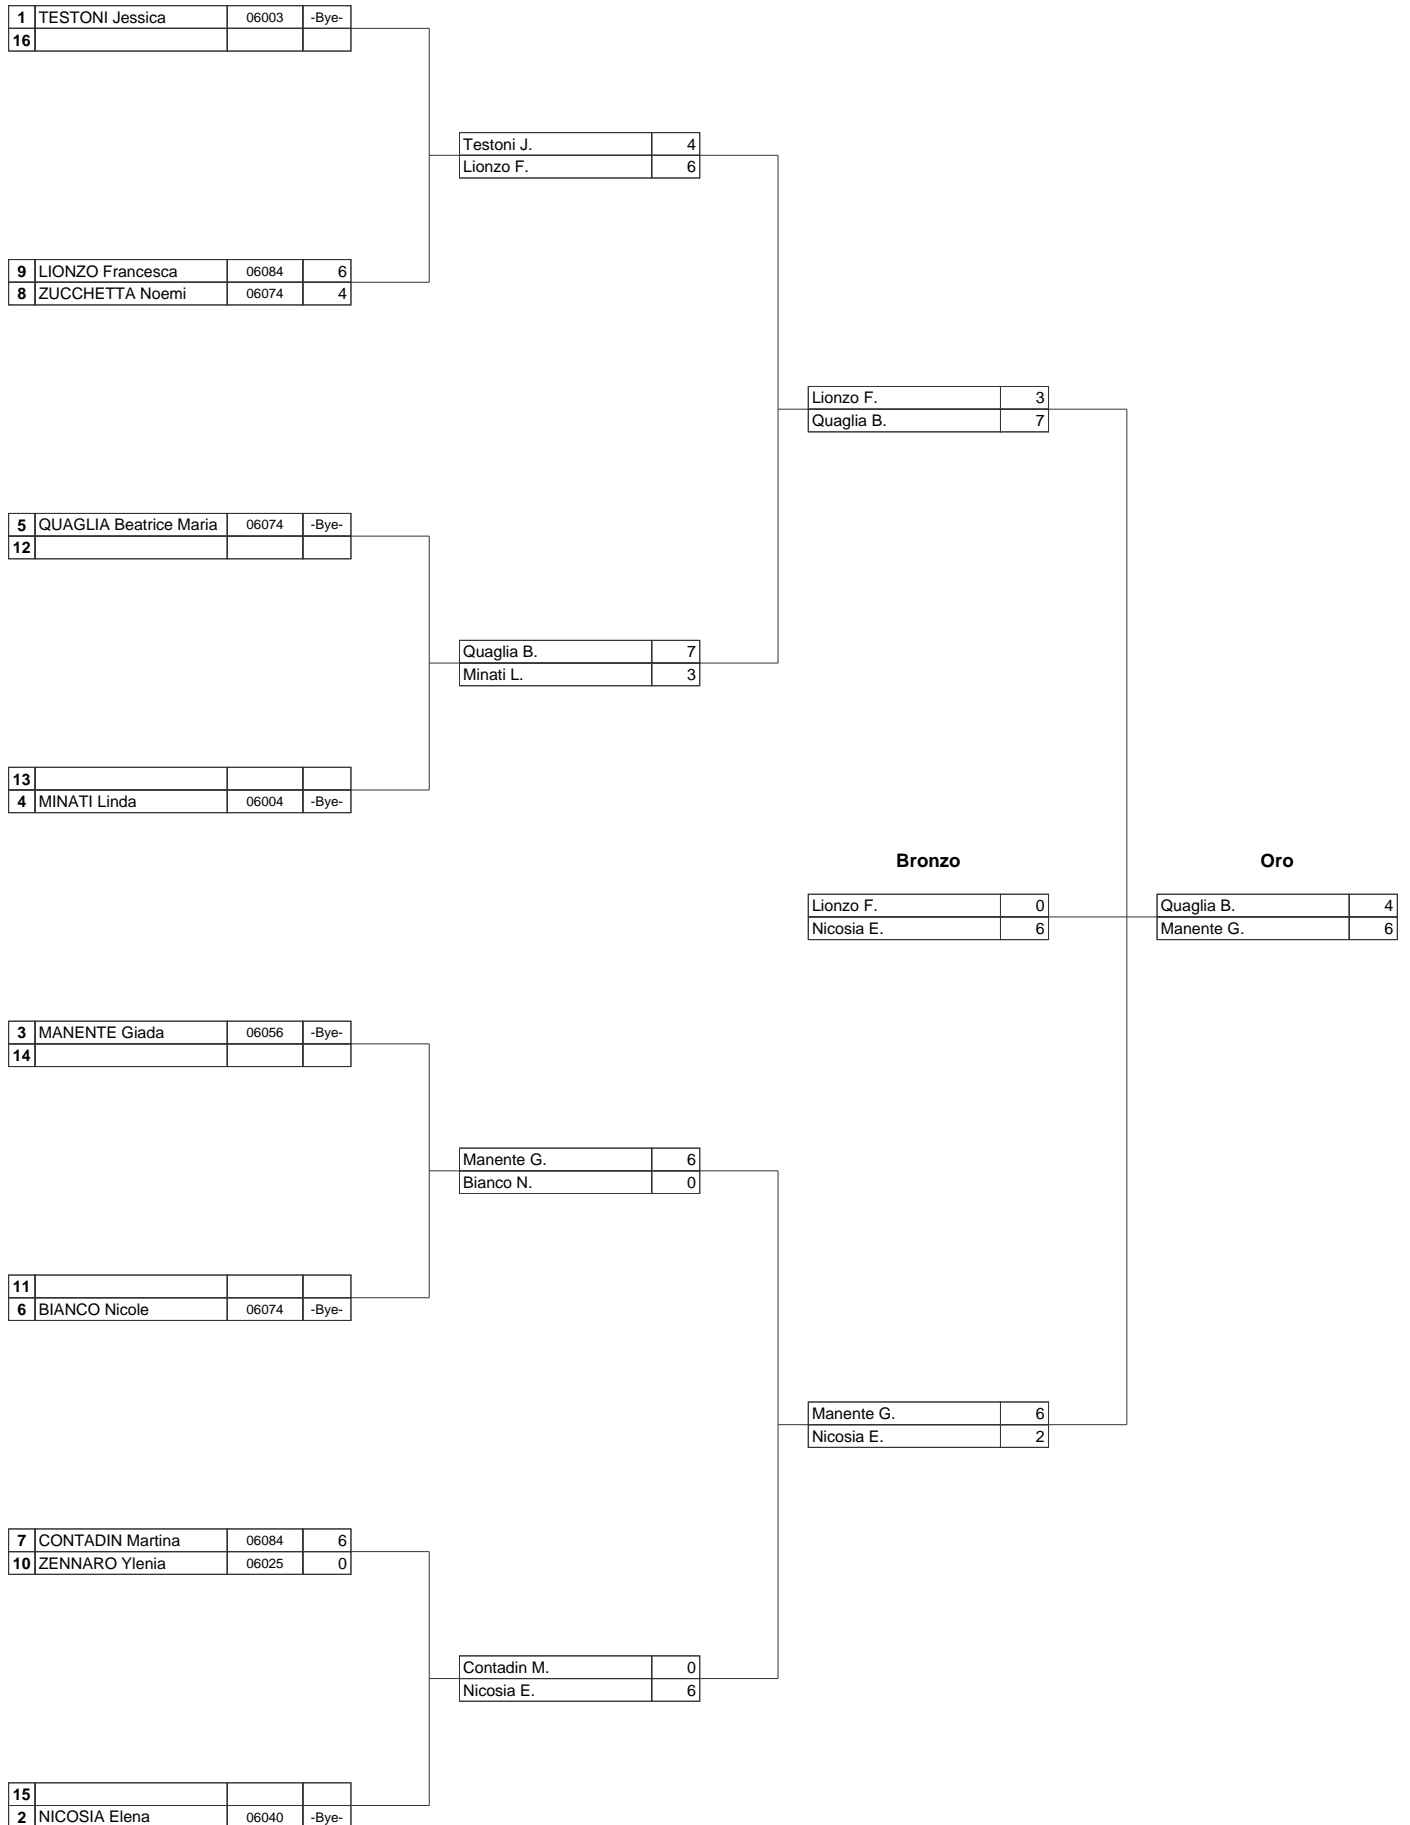 1 TESTONI Jessica 06003 -Bye-
16
Testoni J. 4
Lionzo F. 6
9 LIONZO Francesca 06084 6
8 ZUCCHETTA Noemi 06074 4
Lionzo F. 3
Quaglia B. 7
5 QUAGLIA Beatrice Maria 06074 -Bye-
12
Quaglia B. 7
Minati L. 3
13
4 MINATI Linda 06004 -Bye-
Bronzo Oro
Lionzo F. 0 Quaglia B. 4
Nicosia E. 6 Manente G. 6
3 MANENTE Giada 06056 -Bye-
14
Manente G. 6
Bianco N. 0
11
6 BIANCO Nicole 06074 -Bye-
Manente G. 6
Nicosia E. 2
7 CONTADIN Martina 06084 6
10 ZENNARO Ylenia 06025 0
Contadin M. 0
Nicosia E. 6
15
2 NICOSIA Elena 06040 -Bye-